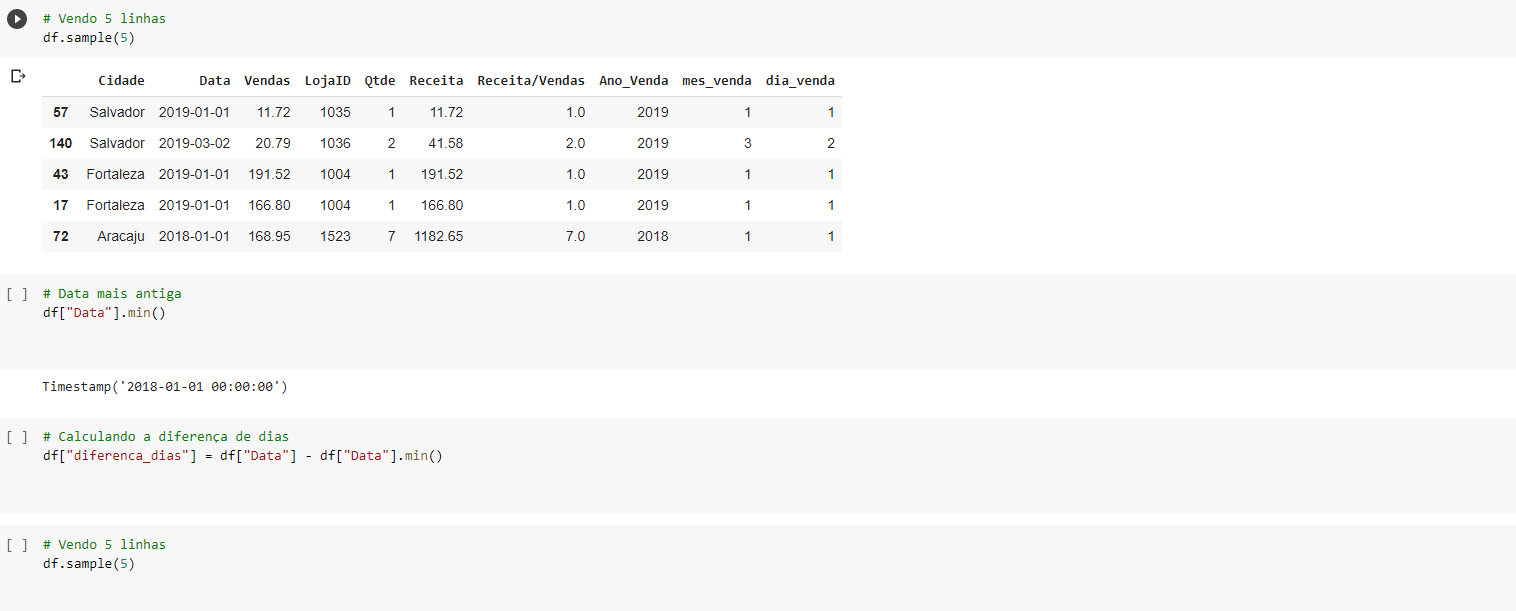 # Vendo 5 linhas
df.sample(5)
Cidade Data Vendas LojaID Qtde Receita Receita/Vendas Ano_Venda mes_venda dia_venda
57 Salvador 2019-01-01 11.72 1035 1 11.72 1.0 2019 1 1
140 Salvador 2019-03-02 20.79 1036 2 41.58 2.0 2019 3 2
43 Fortaleza 2019-01-01 191.52 1004 1 191.52 1.0 2019 1 1
17 Fortaleza 2019-01-01 166.80 1004 1 166.80 1.0 2019 1 1
72 Aracaju 2018-01-01 168.95 1523 7 1182.65 7.0 2018 1 1
[ ] # Data mais antiga
df["Data"].min()
Timestamp('2018-01-01 00:00:00')
[ ] # Calculando a diferença de dias
df["diferenca_dias"] = df["Data"] - df["Data"].min()
[ ] # Vendo 5 linhas
df.sample(5)